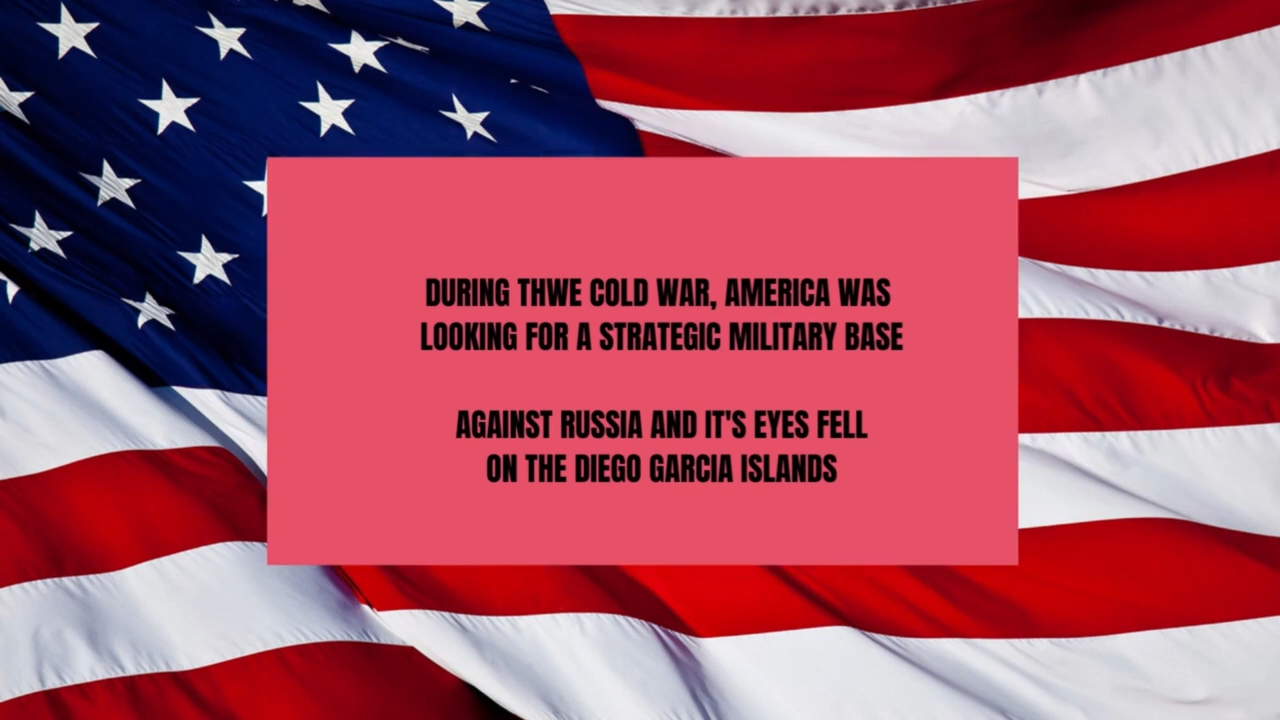 DURING THWE COLD WAR, AMERICA WAS
LOOKING FOR A STRATEGIC MILITARY BASE
AGAINST RUSSIA AND IT'S EYES FELL
ON THE DIEGO GARCIA ISLANDS